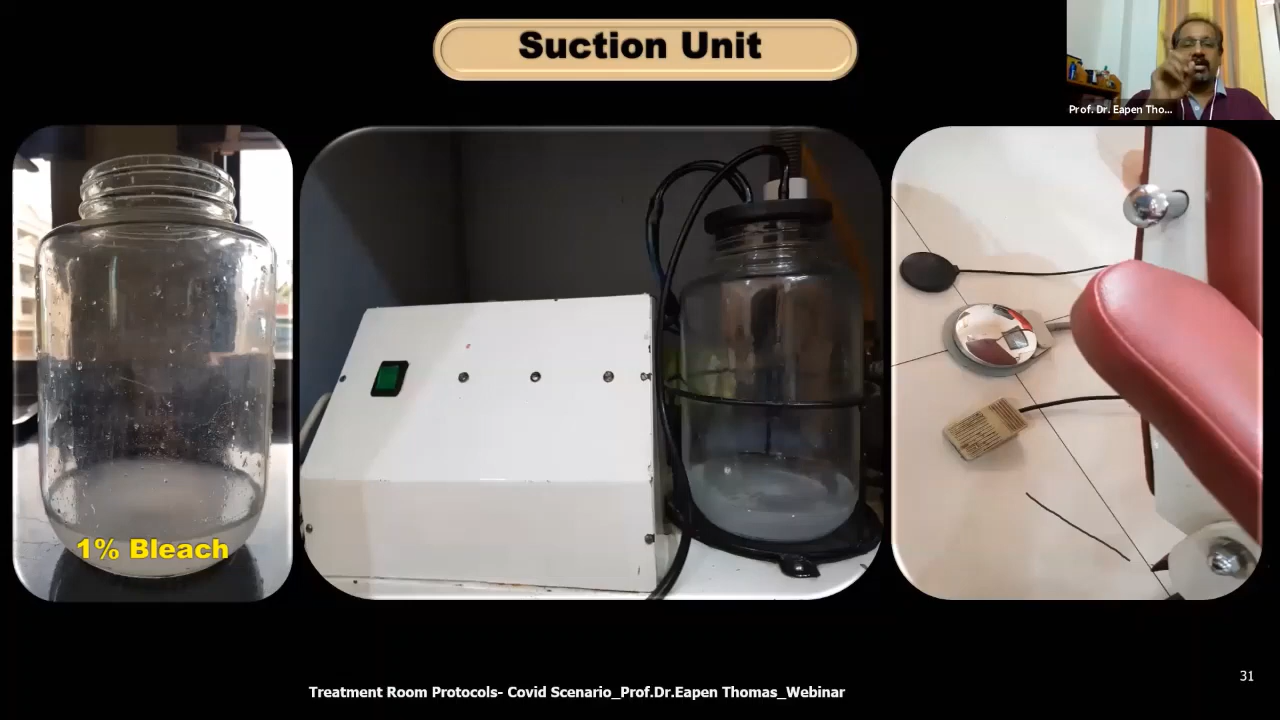 Suction Unit
Prof. Dr. Eapen Tho...
1% Bleach
31
Treatment Room Protocols- Covid Scenario_Prof.Dr.Eapen Thomas_Webinar